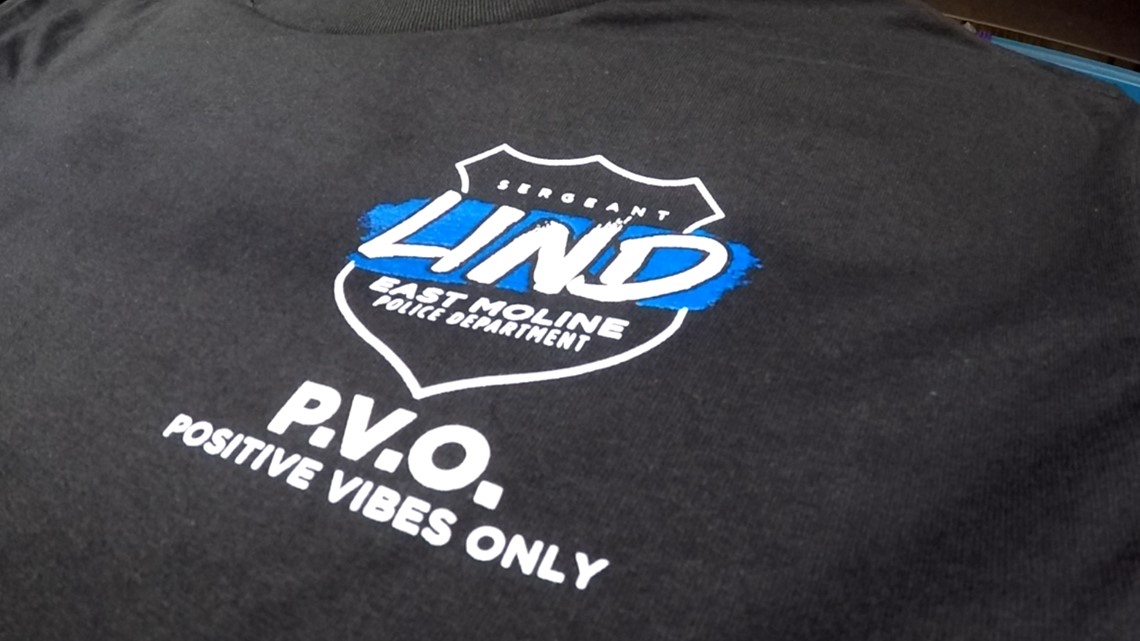 SERGEANT
LIND
EAST MOLINE
POLICE DEPARTMENT
P.V.O.
POSITIVE VIBES ONLY